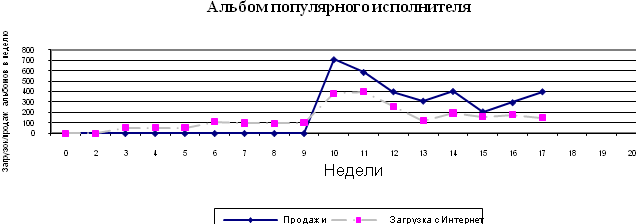 Альбом популярного исполнителя
Загрузок/продаж альбомов в неделю
800
700
600
500
400
300
200
100
0
0 2 3 4 5 6 7 8 9 10 11 12 13 14 15 16 17 18 19 20
Недели
Продажи Загрузка с Интернет